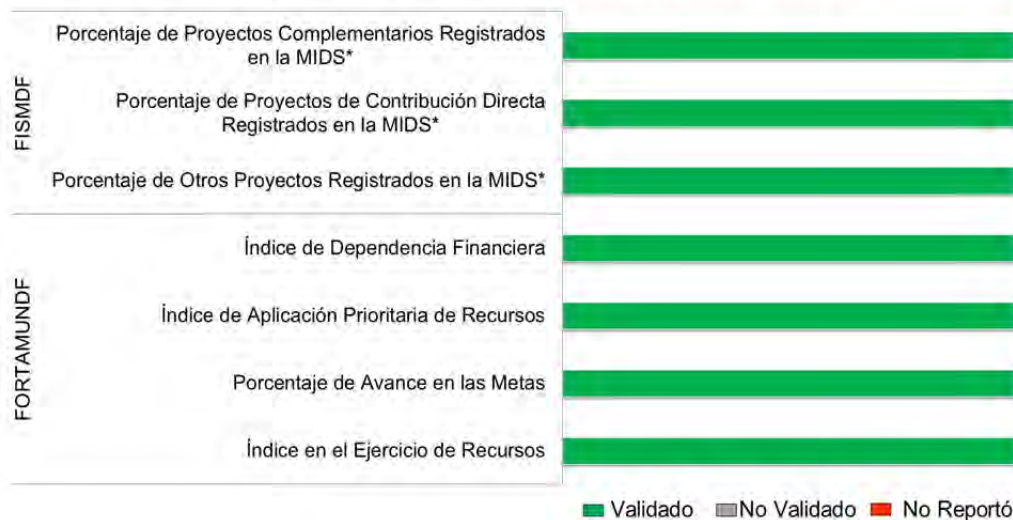 FISMDF
Porcentaje de Proyectos Complementarios Registrados
en la MIDS*
Porcentaje de Proyectos de Contribución Directa
Registrados en la MIDS*
Porcentaje de Otros Proyectos Registrados en la MIDS*
FORTAMUNDF
Índice de Dependencia Financiera
Índice de Aplicación Prioritaria de Recursos
Porcentaje de Avance en las Metas
Índice en el Ejercicio de Recursos
Validado No Validado No Reportó